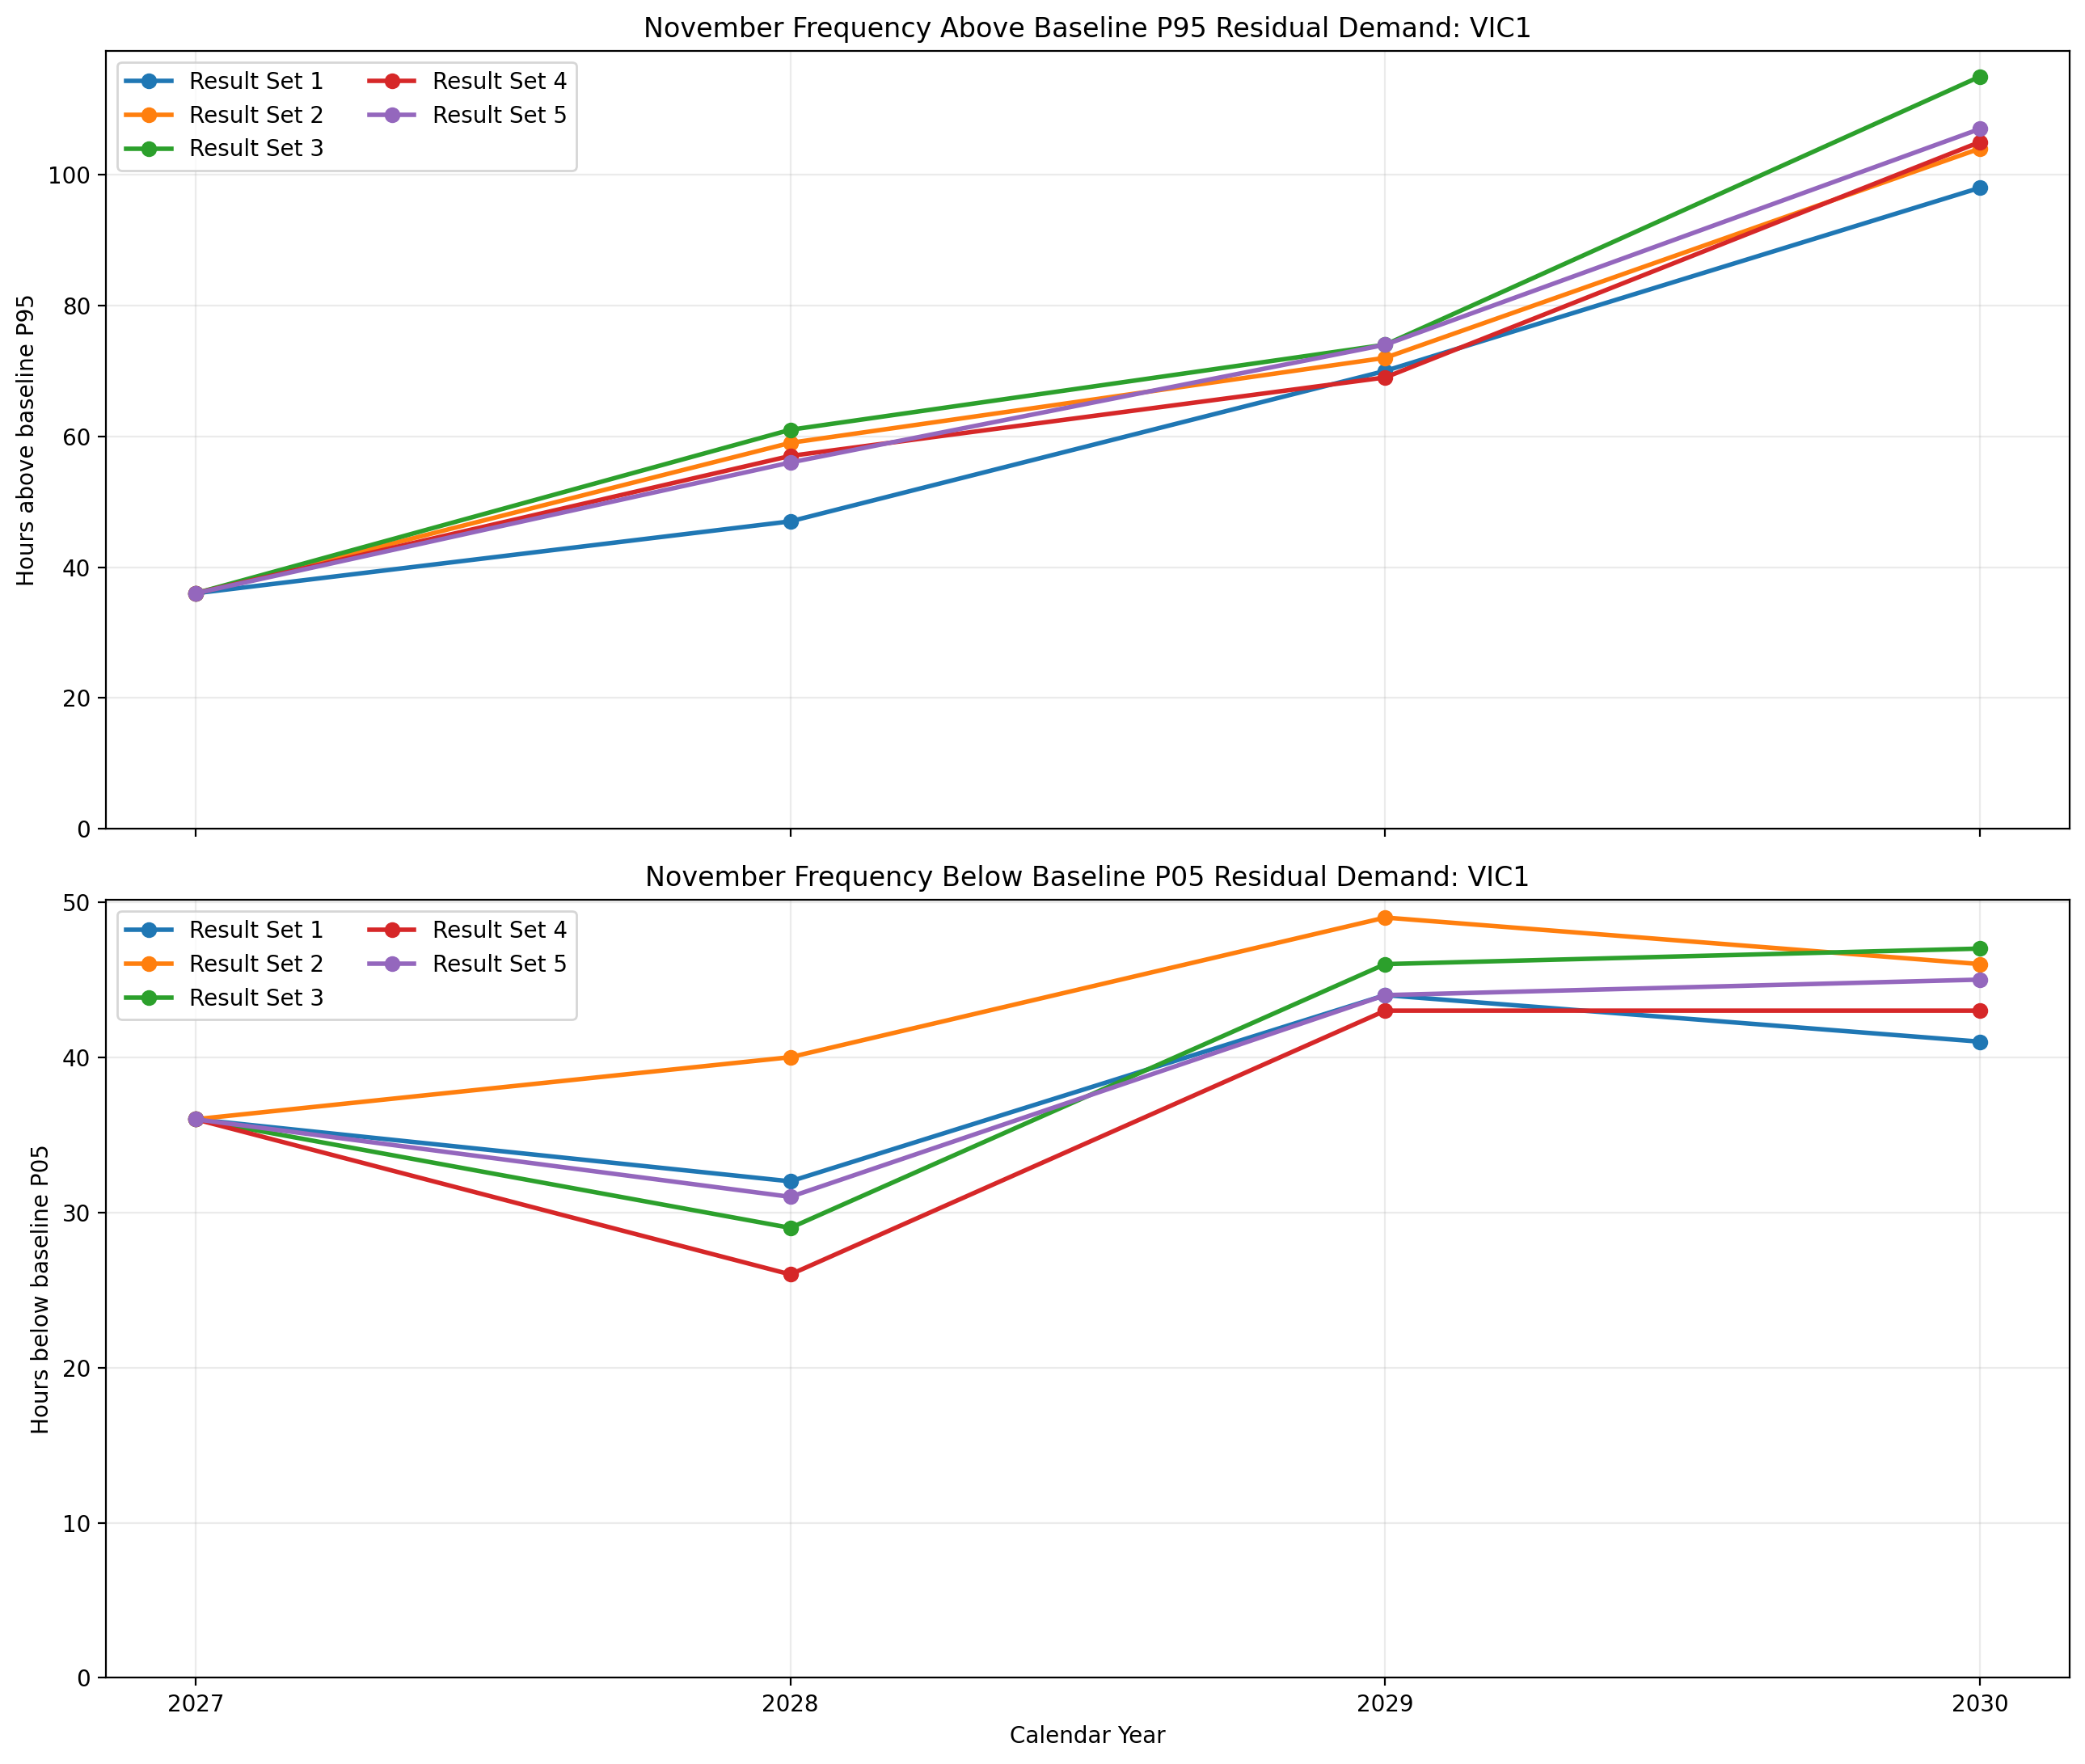 November Frequency Above Baseline P95 Residual Demand: VIC1
Result Set 1
Result Set 2
Result Set 3
Result Set 4
Result Set 5
100
80
60
40
20
0
Hours above baseline P95
November Frequency Below Baseline P05 Residual Demand: VIC1
Result Set 1
Result Set 2
Result Set 3
Result Set 4
Result Set 5
50
40
30
20
10
0
Hours below baseline P05
2027 2028 2029 2030
Calendar Year